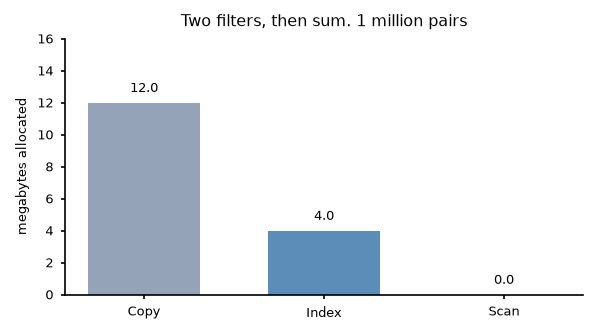 Two filters, then sum. 1 million pairs
megabytes allocated
16
14
12
10
8
6
4
2
0
12.0
4.0
0.0
Copy
Index
Scan